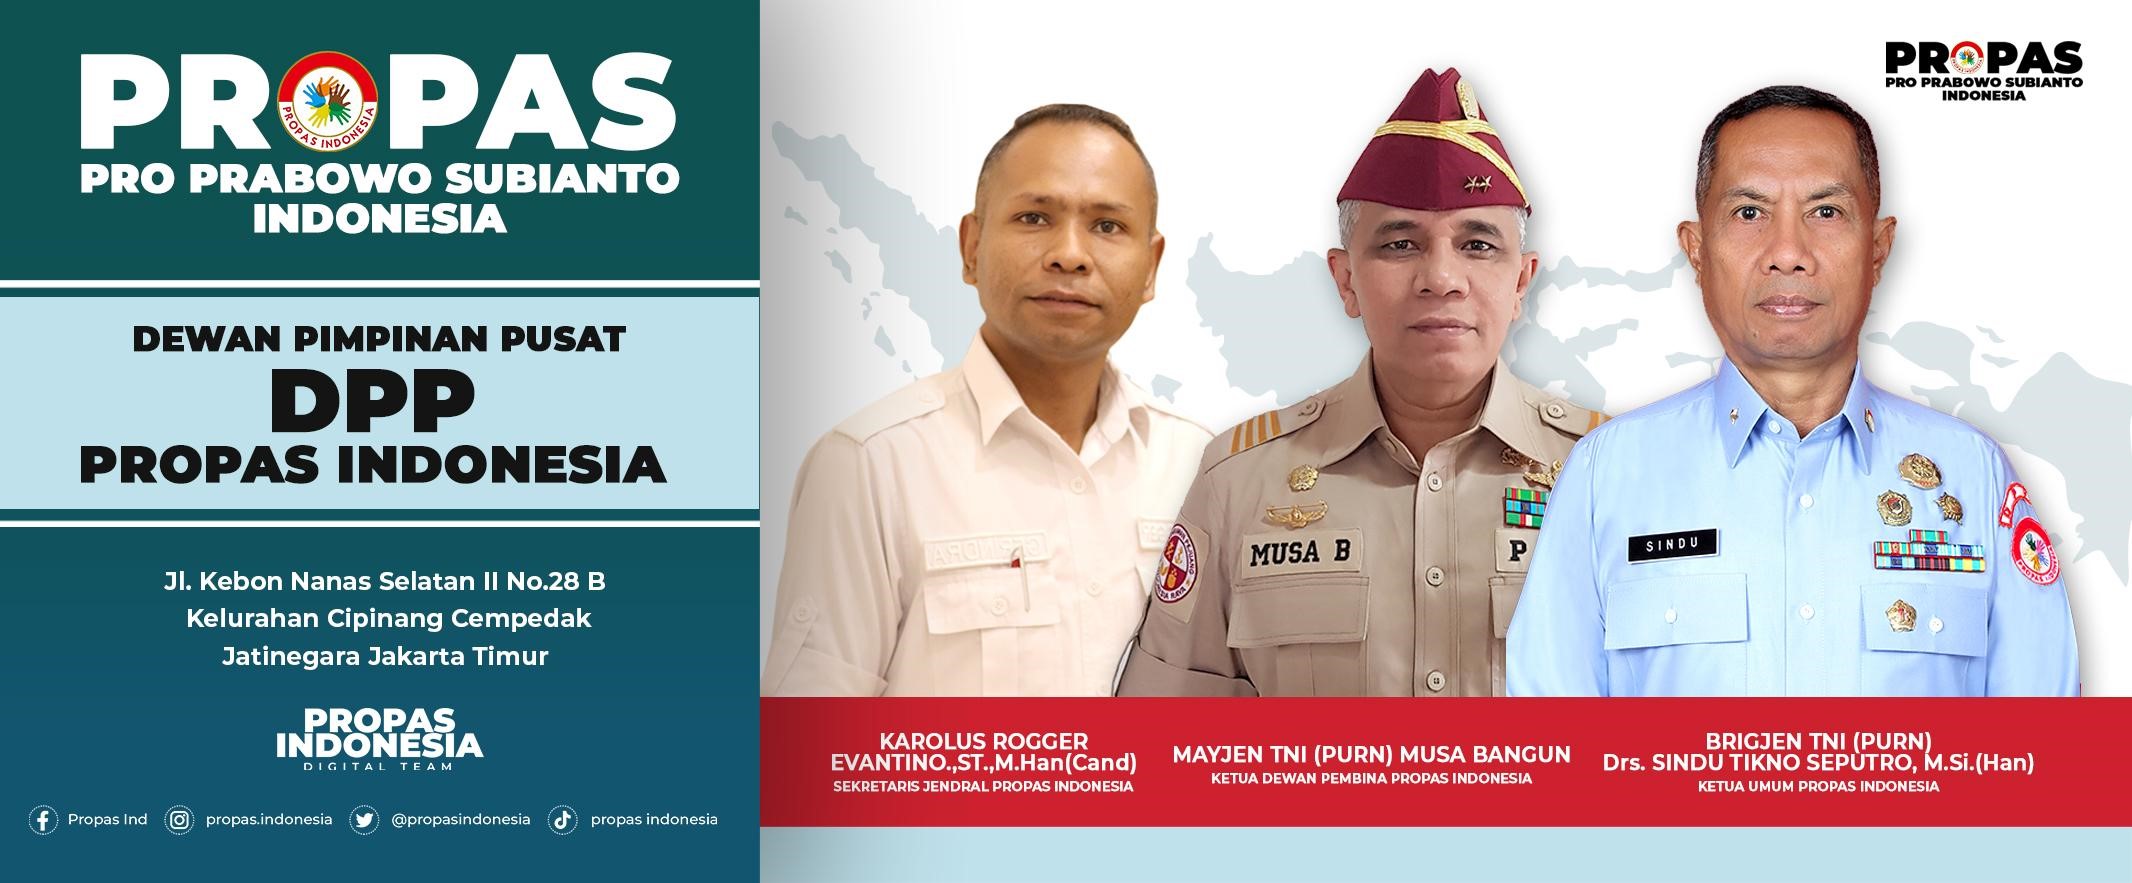 PROPAS
PROPAS INDONESIA
PRO PRABOWO SUBIANTO
INDONESIA
DEWAN PIMPINAN PUSAT
DPP
PROPAS INDONESIA
Jl. Kebon Nanas Selatan II No.28 B
Kelurahan Cipinang Cempedak
Jatinegara Jakarta Timur
PROPAS
INDONESIA
DIGITAL TEAM
Propas Ind
propas.indonesia
@propasindonesia
propas indonesia
PROPAS
PRO PRABOWO SUBIANTO
INDONESIA
MUSA B
P
SINDU
KAROLUS ROGGER
EVANTINO.,ST.,M.Han(Cand)
SEKRETARIS JENDRAL PROPAS INDONESIA
MAYJEN TNI (PURN) MUSA BANGUN
KETUA DEWAN PEMBINA PROPAS INDONESIA
BRIGJEN TNI (PURN)
Drs. SINDU TIKNO SEPUTRO, M.Si.(Han)
KETUA UMUM PROPAS INDONESIA